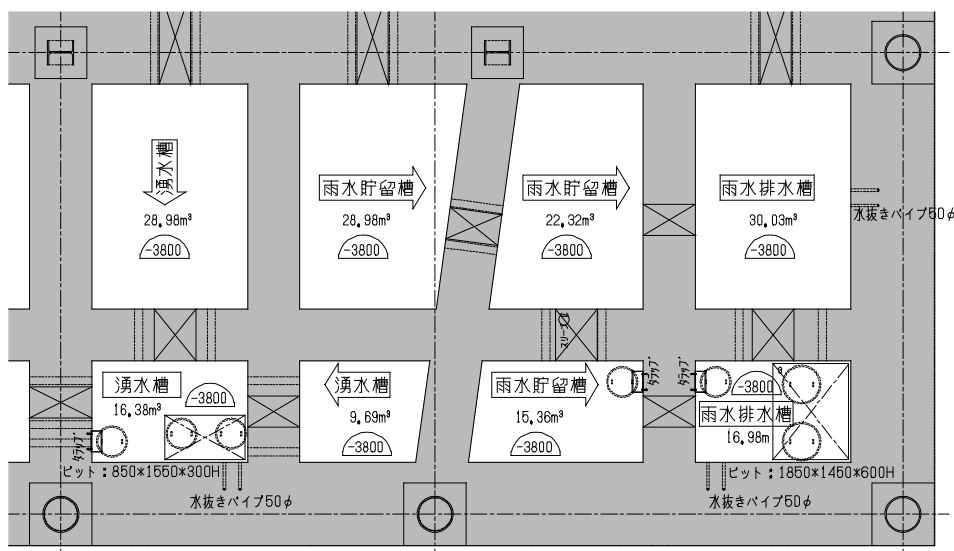 湧水槽
28.98m³
-3800
雨水貯留槽
28.98m³
-3800
雨水貯留槽
22.32m³
-3800
雨水排水槽
30.03m³
-3800
水抜きパイプ50φ
スリーブ
湧水槽
16.38m³
-3800
タラップ
ピット：850*1550*300H
水抜きパイプ50φ
湧水槽
9.69m³
-3800
雨水貯留槽
15.36m³
-3800
タラップ
タラップ
-3800
雨水排水槽
16.98m³
ピット：1850*1450*600H
水抜きパイプ50φ